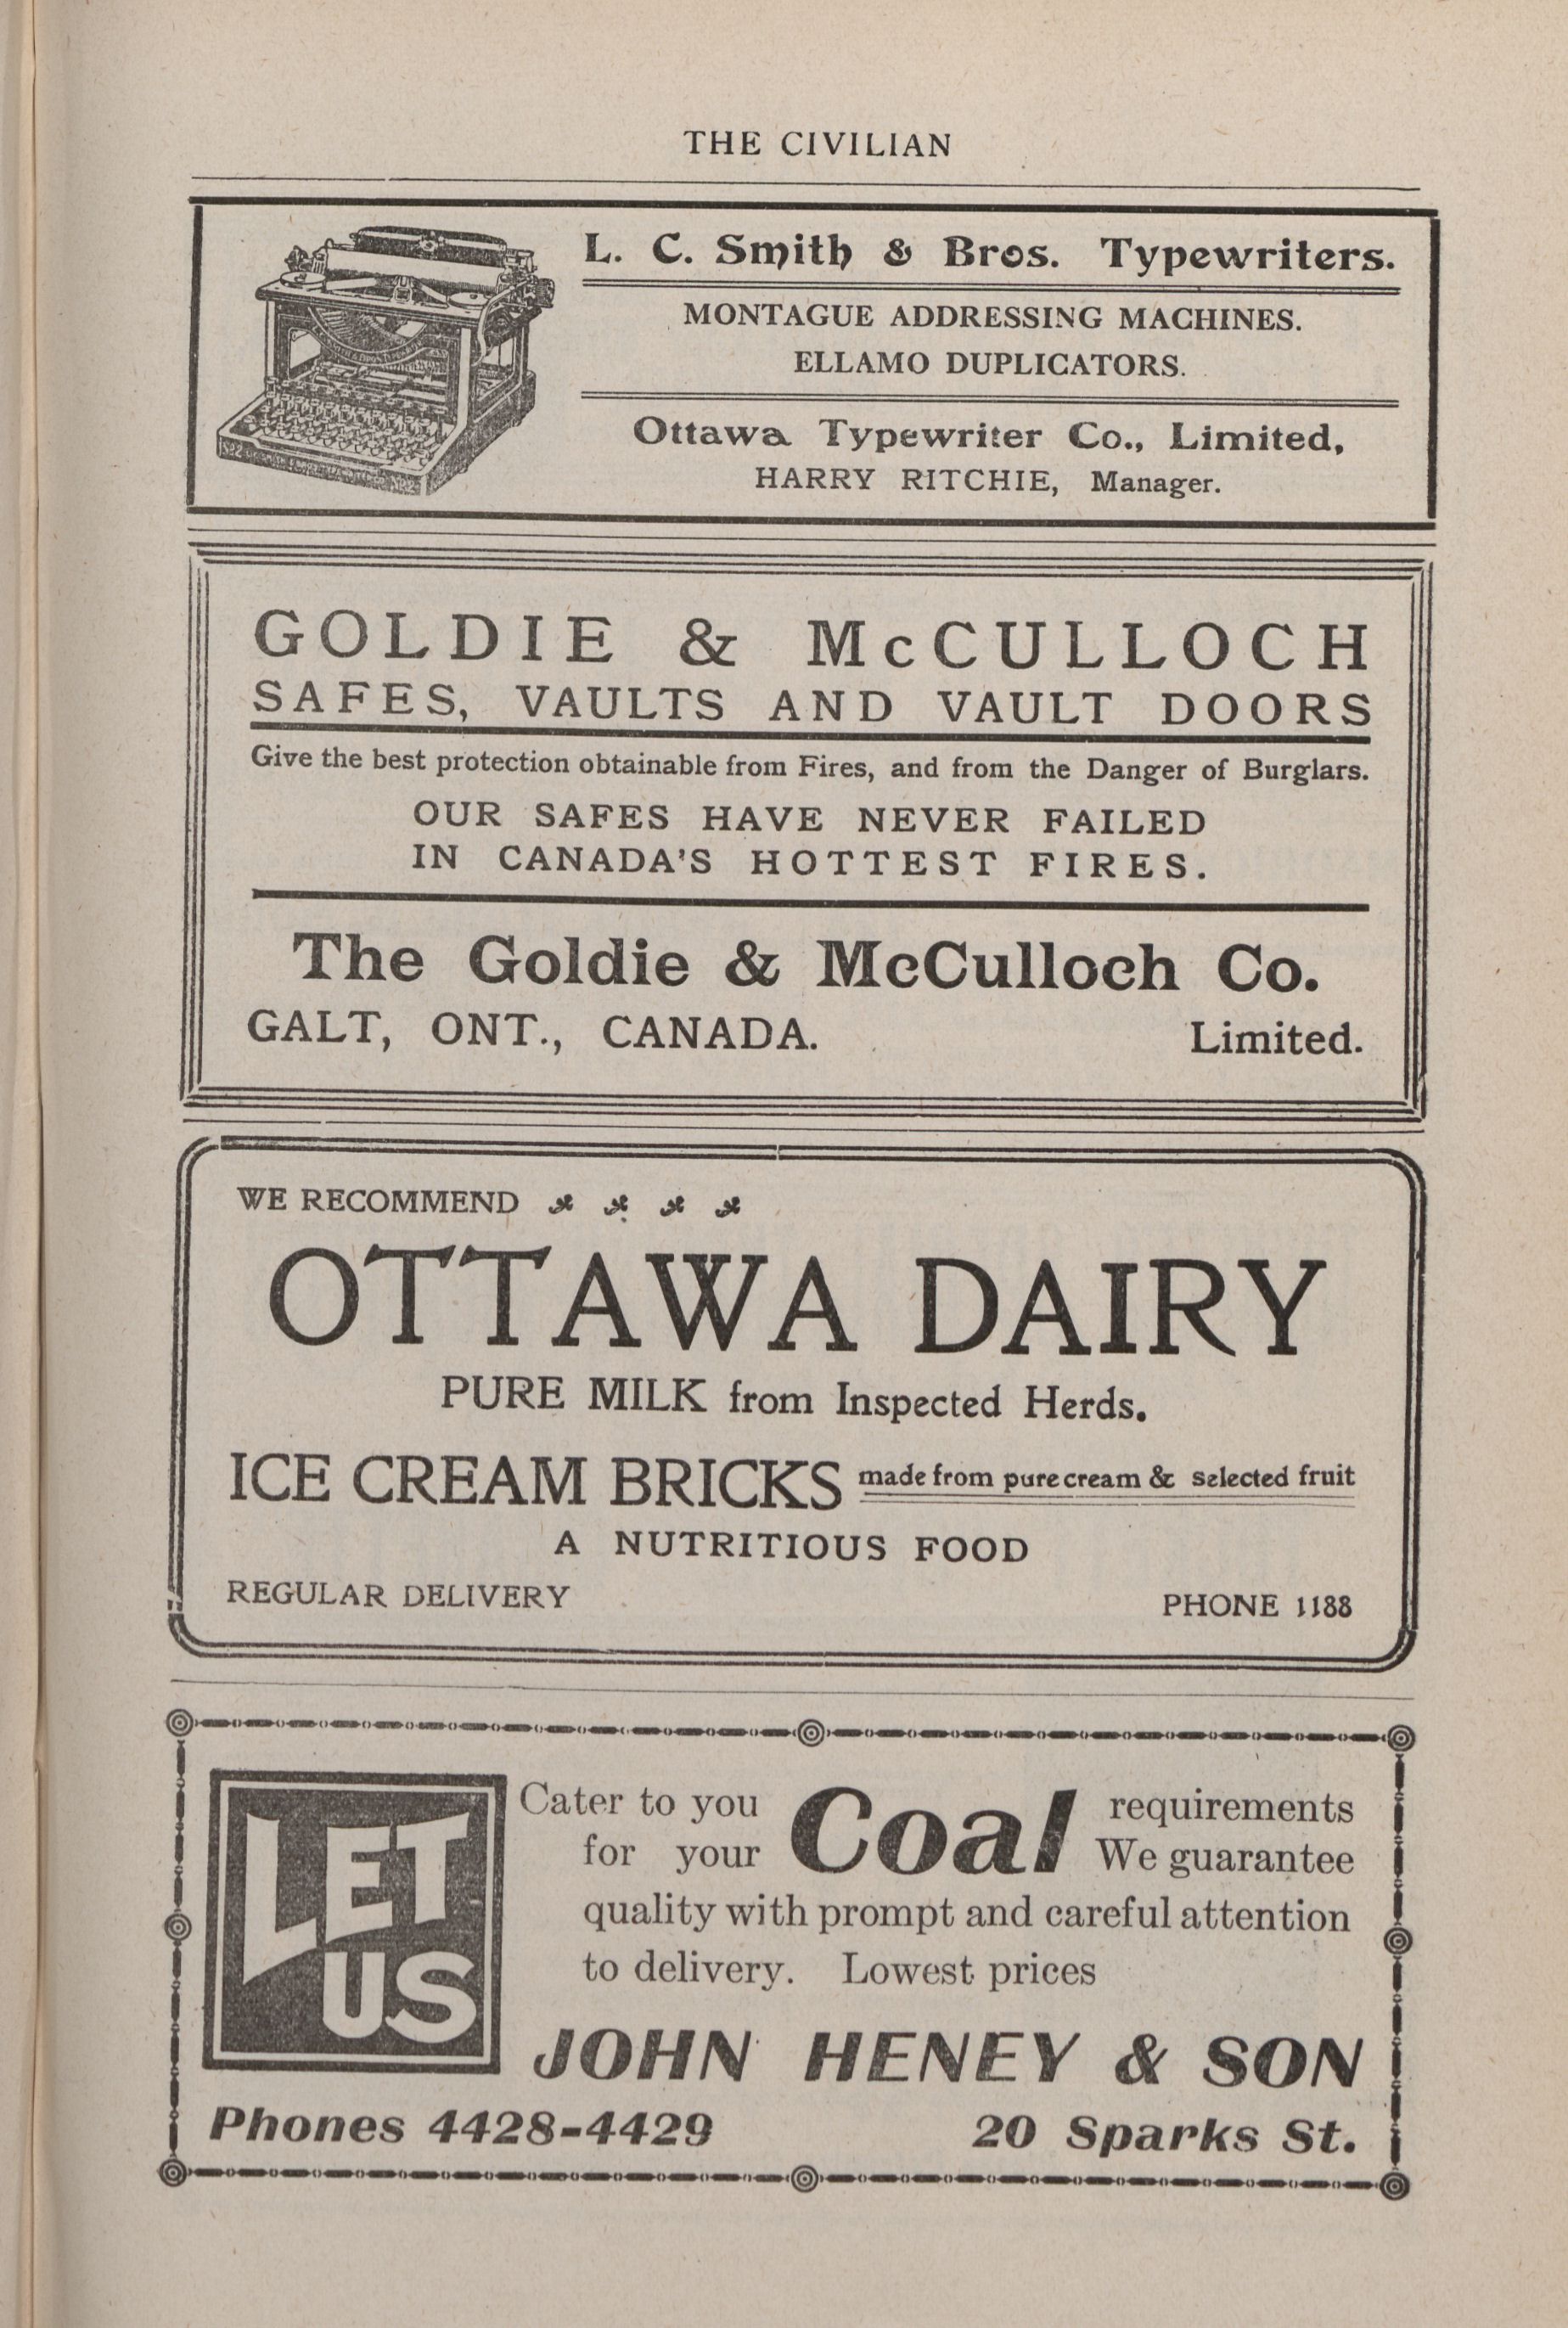 THE CIVILIAN
L. C. Smith & Bros. Typewriters.
MONTAGUE ADDRESSING MACHINES.
ELLAMO DUPLICATORS.
Ottawa Typewriter Co., Limited,
HARRY RITCHIE, Manager.
GOLDIE & McCULLOCH
SAFES, VAULTS AND VAULT DOORS
Give the best protection obtainable from Fires, and from the Danger of Burglars.
OUR SAFES HAVE NEVER FAILED
IN CANADA'S HOTTEST FIRES.
The Goldie & McCulloch Co.
GALT, ONT., CANADA. Limited.
WE RECOMMEND
OTTAWA DAIRY
PURE MILK from Inspected Herds.
ICE CREAM BRICKS made from pure cream & selected fruit
A NUTRITIOUS FOOD
REGULAR DELIVERY PHONE 1188
LET
US
Cater to you Coal requirements
for your We guarantee
quality with prompt and careful attention
to delivery. Lowest prices
JOHN HENEY & SON
Phones 4428-4429 20 Sparks St.